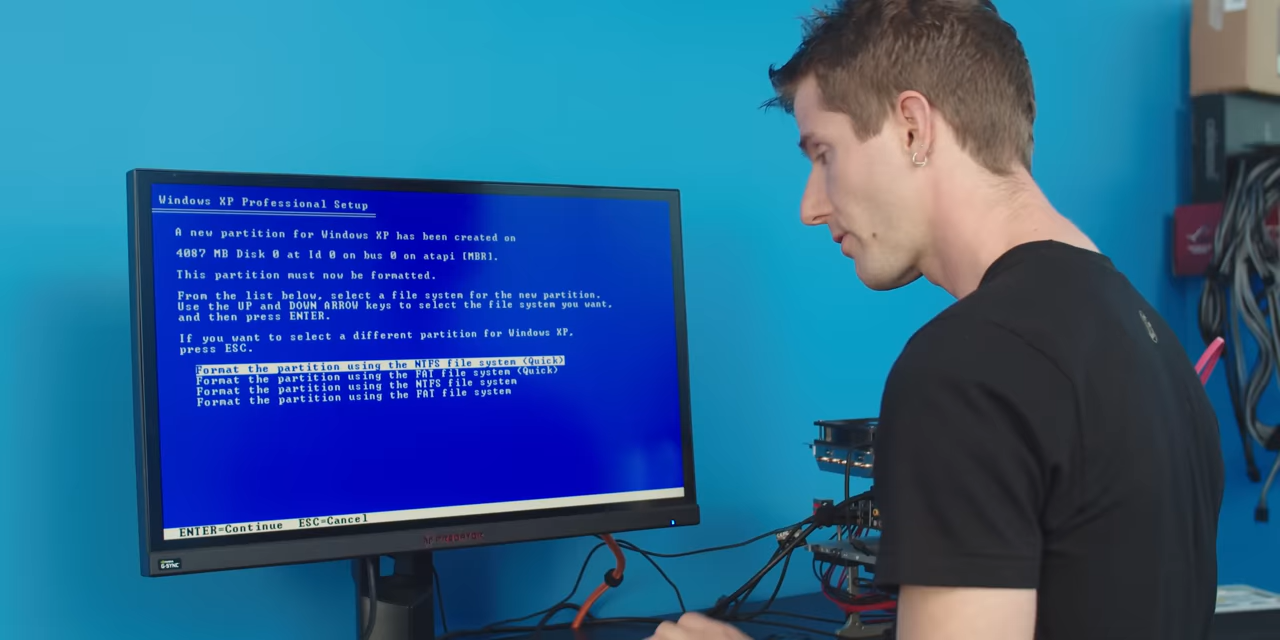 Windows XP Professional Setup
A new partition for Windows XP has been created on
4087 MB Disk 0 at Id 0 on bus 0 on atapi [MBR].
This partition must now be formatted.
From the list below, select a file system for the new partition.
Use the UP and DOWN ARROW keys to select the file system you want,
and then press ENTER.
If you want to select a different partition for Windows XP,
press ESC.
Format the partition using the NTFS file system (Quick)
Format the partition using the FAT file system (Quick)
Format the partition using the NTFS file system
Format the partition using the FAT file system
ENTER=Continue ESC=Cancel
PREDATOR
G-SYNC